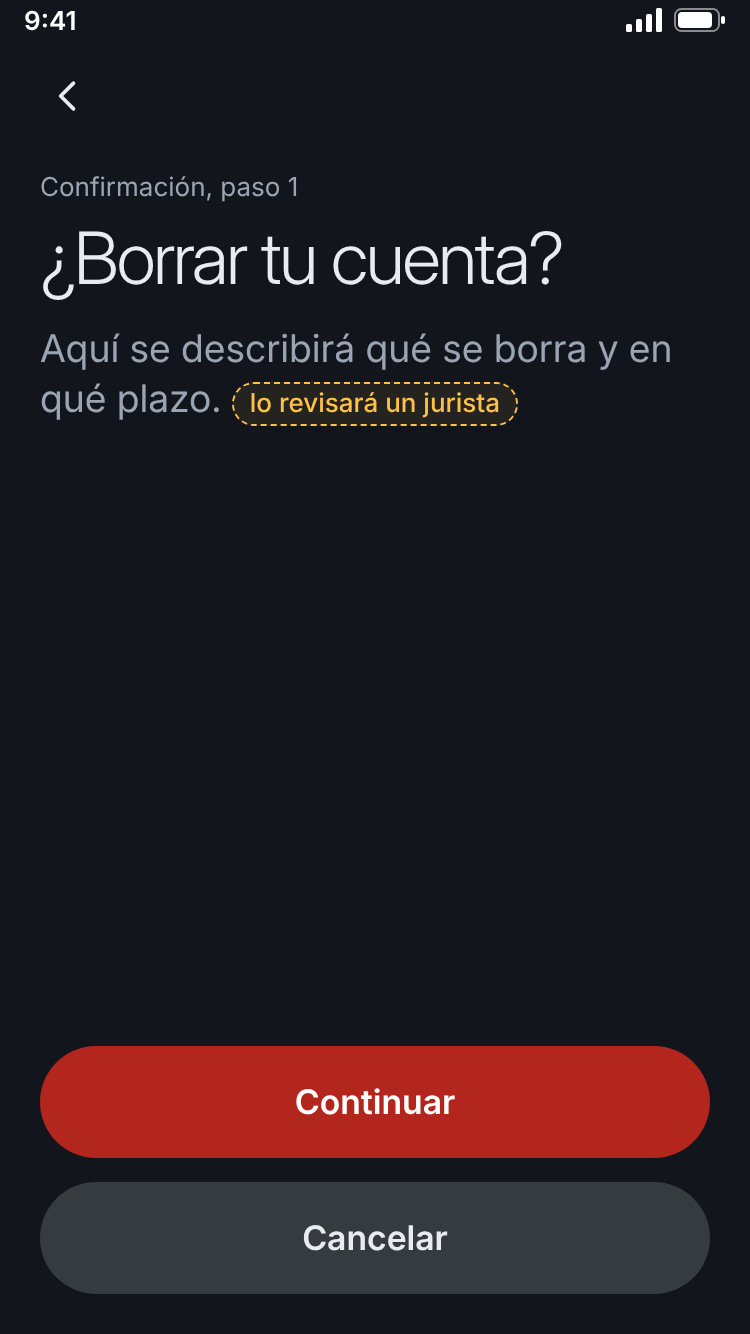 9:41
Confirmación, paso 1
¿Borrar tu cuenta?
Aquí se describirá qué se borra y en
qué plazo. lo revisará un jurista
Continuar
Cancelar